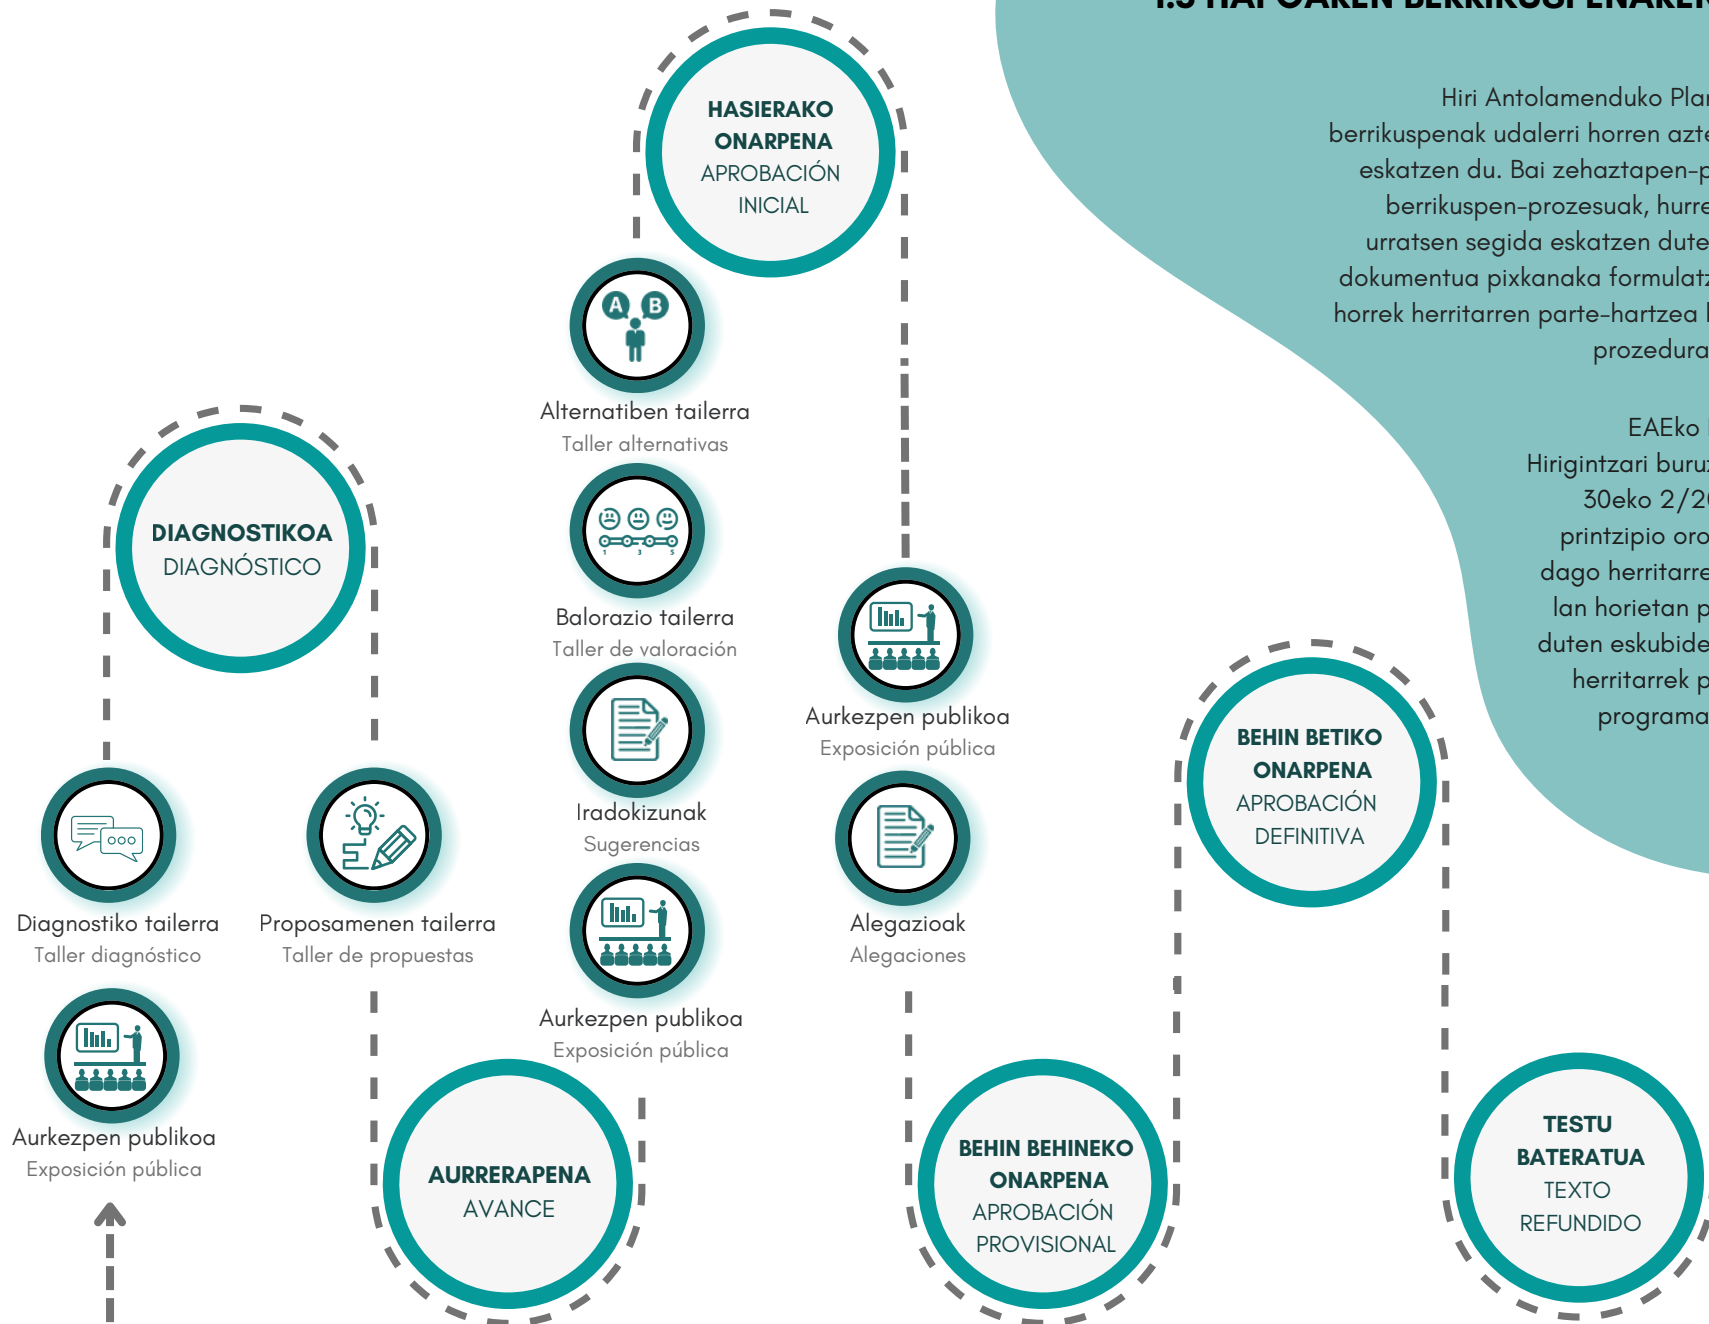 HASIERAKO
ONARPENA
APROBACIÓN
INICIAL
A B
Alternatiben tailerra
Taller alternativas
1 3 5
Balorazio tailerra
Taller de valoración
Iradokizunak
Sugerencias
Aurkezpen publikoa
Exposición pública
DIAGNOSTIKOA
DIAGNÓSTICO
Diagnostiko tailerra
Taller diagnóstico
Aurkezpen publikoa
Exposición pública
Proposamenen tailerra
Taller de propuestas
AURRERAPENA
AVANCE
Aurkezpen publikoa
Exposición pública
Alegazioak
Alegaciones
BEHIN BEHINEKO
ONARPENA
APROBACIÓN
PROVISIONAL
BEHIN BETIKO
ONARPENA
APROBACIÓN
DEFINITIVA
TESTU
BATERATUA
TEXTO
REFUNDIDO
Hiri Antolamenduko Plan
berrikuspenak udalerri horren azte
eskatzen du. Bai zehaztapen-p
berrikuspen-prozesuak, hurre
urratsen segida eskatzen dute
dokumentua pixkanaka formulatz
horrek herritarren parte-hartzea
prozedura
EAEko
Hirigintzari buruz
30eko 2/20
printzipio oro
dago herritarre
lan horietan p
duten eskubide
herritarrek p
programa